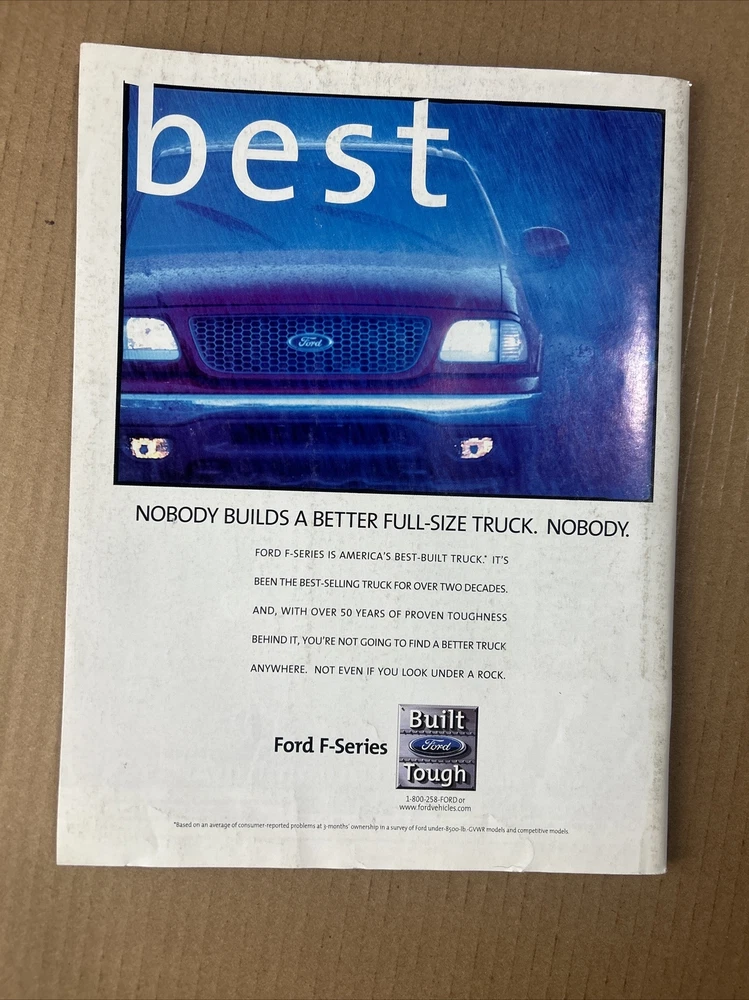 best
Ford
NOBODY BUILDS A BETTER FULL-SIZE TRUCK. NOBODY.
FORD F-SERIES IS AMERICA'S BEST-BUILT TRUCK.* IT'S
BEEN THE BEST-SELLING TRUCK FOR OVER TWO DECADES.
AND, WITH OVER 50 YEARS OF PROVEN TOUGHNESS
BEHIND IT, YOU'RE NOT GOING TO FIND A BETTER TRUCK
ANYWHERE. NOT EVEN IF YOU LOOK UNDER A ROCK.
Ford F-Series
Built
Ford
Tough
1-800-258-FORD or
www.fordvehicles.com
*Based on an average of consumer-reported problems at 3-months' ownership in a survey of Ford under-8500-lb.-GVWR models and competitive models.